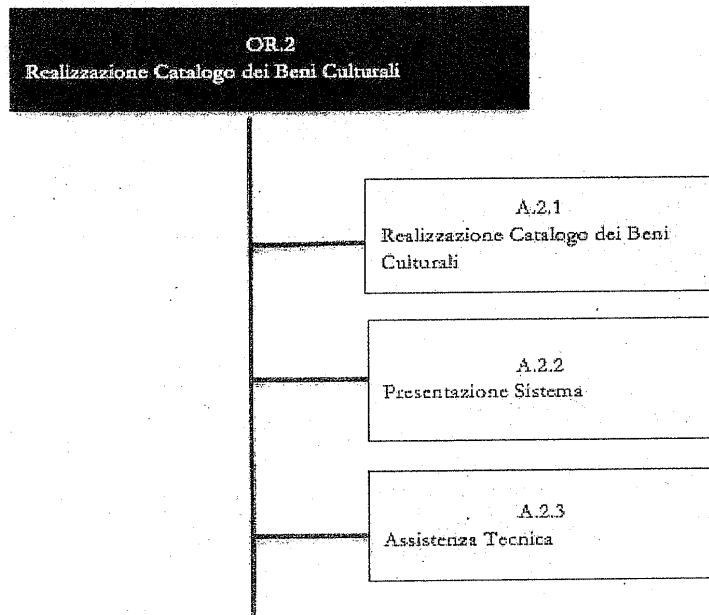 OR.2
Realizzazione Catalogo dei Beni Culturali
A.2.1
Realizzazione Catalogo dei Beni
Culturali
A.2.2
Presentazione Sistema
A.2.3
Assistenza Tecnica